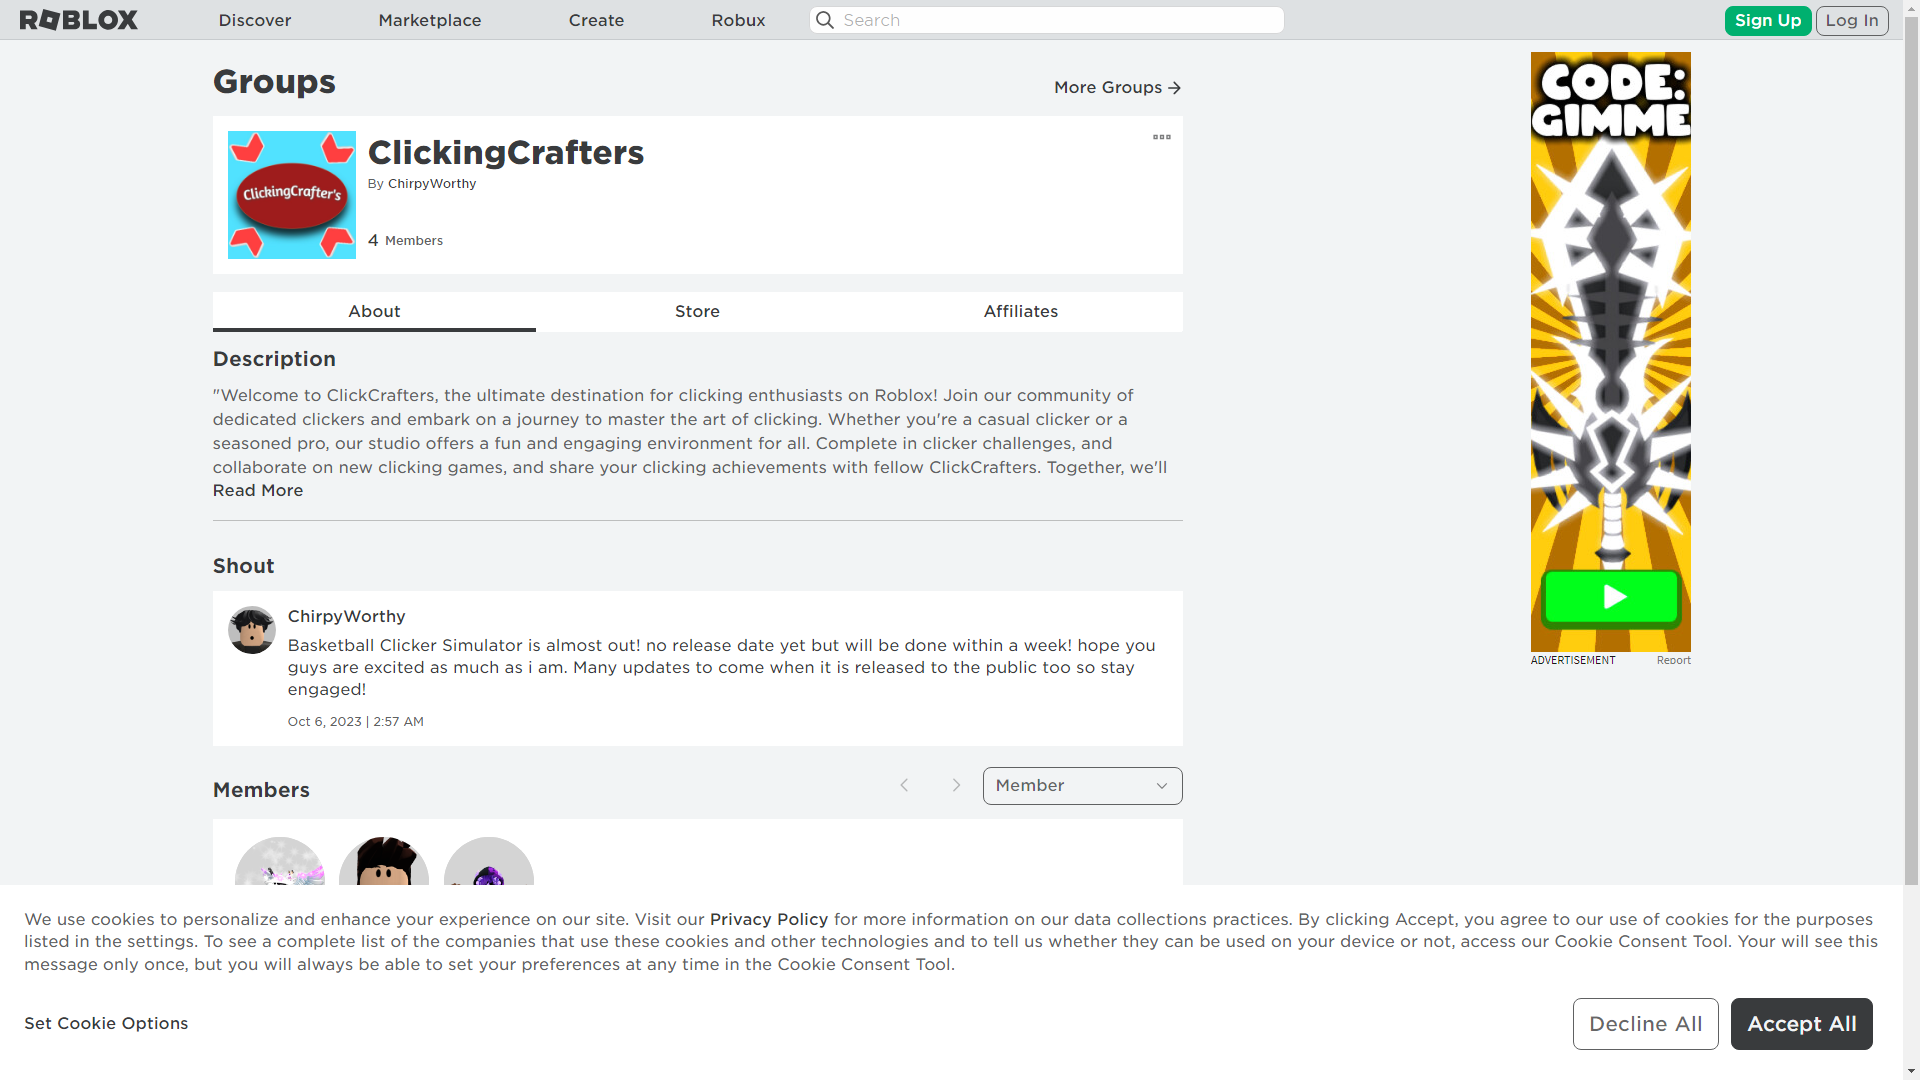 ROBLOX
Discover
Marketplace
Create
Robux
Search
Sign Up
Log In
Groups
More Groups
ClickingCrafter's
ClickingCrafters
By ChirpyWorthy
4 Members
About
Store
Affiliates
Description
"Welcome to ClickCrafters, the ultimate destination for clicking enthusiasts on Roblox! Join our community of
dedicated clickers and embark on a journey to master the art of clicking. Whether you're a casual clicker or a
seasoned pro, our studio offers a fun and engaging environment for all. Complete in clicker challenges, and
collaborate on new clicking games, and share your clicking achievements with fellow ClickCrafters. Together, we'll
Read More
Shout
ChirpyWorthy
Basketball Clicker Simulator is almost out! no release date yet but will be done within a week! hope you
guys are excited as much as i am. Many updates to come when it is released to the public too so stay
engaged!
Oct 6, 2023 | 2:57 AM
Members
Member
CODE:
GIMME
ADVERTISEMENT
Report
We use cookies to personalize and enhance your experience on our site. Visit our Privacy Policy for more information on our data collections practices. By clicking Accept, you agree to our use of cookies for the purposes
listed in the settings. To see a complete list of the companies that use these cookies and other technologies and to tell us whether they can be used on your device or not, access our Cookie Consent Tool. Your will see this
message only once, but you will always be able to set your preferences at any time in the Cookie Consent Tool.
Set Cookie Options
Decline All
Accept All